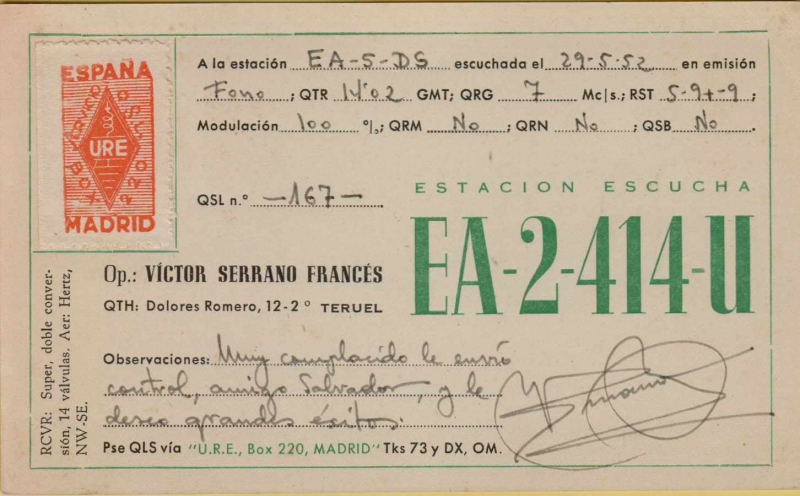 ESPAÑA
SERVICIO
Q.S.L.
URE
MADRID
A la estación EA-5-DS escuchada el 29-5-52 en emisión
Fono; QTR 14'02 GMT; QRG 7 Mc|s.; RST 5-9+-9;
Modulación 100 º|o; QRM No; QRN No; QSB No.
QSL n.º -167-
ESTACION ESCUCHA
EA-2-414-U
Op.: VÍCTOR SERRANO FRANCÉS
QTH: Dolores Romero, 12-2º TERUEL
RCVR: Super, doble conver-
sión, 14 válvulas. Aer: Hertz,
NW-SE.
Observaciones: Muy complacido le envío
control, amigo Salvador, y le
deseo grandes éxitos.
Pse QLS vía "U.R.E., Box 220, MADRID" Tks 73 y DX, OM.